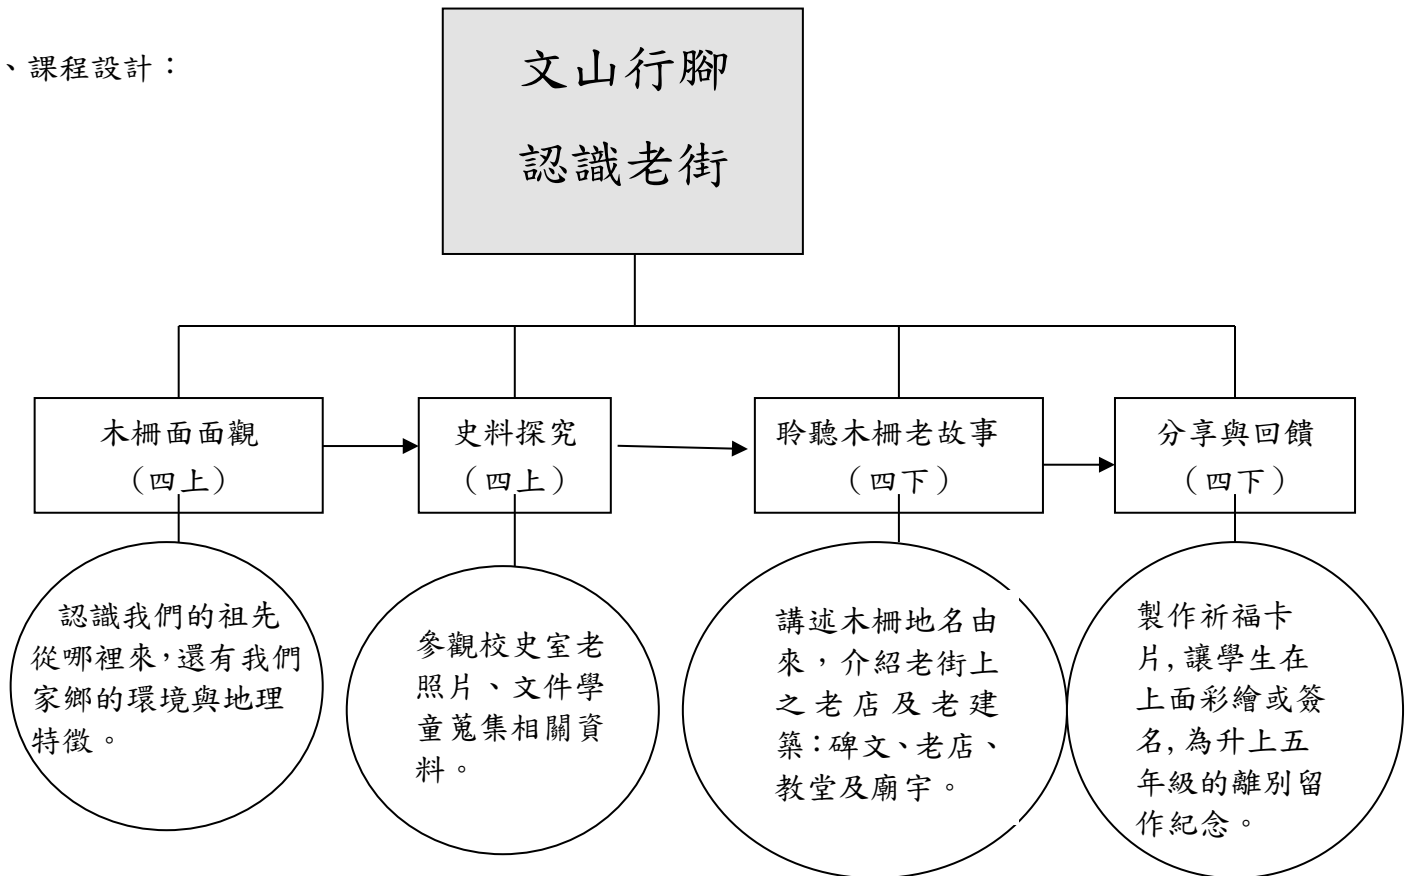 、課程設計：
文山行腳
認識老街
木柵面面觀
（四上）
史料探究
（四上）
聆聽木柵老故事
（四下）
分享與回饋
（四下）
認識我們的祖先
從哪裡來，還有我們
家鄉的環境與地理
特徵。
參觀校史室老
照片、文件學
童蒐集相關資
料。
講述木柵地名由
來，介紹老街上
之老店及老建
築：碑文、老店、
教堂及廟宇。
製作祈福卡
片，讓學生在
上面彩繪或簽
名，為升上五
年級的離別留
作紀念。